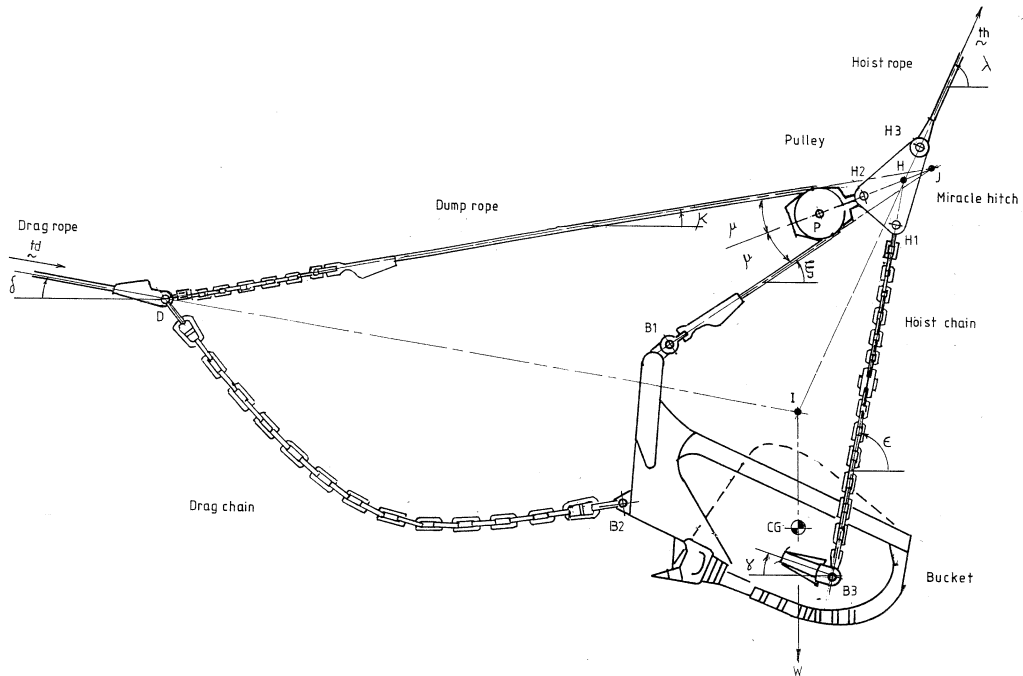 th
λ
Hoist rope
H3
Pulley
H2
H
J
Miracle hitch
Dump rope
K
P
H1
Drag rope
td
μ
μ
ξ
δ
D
B1
Hoist chain
I
ε
Drag chain
B2
CG
γ
B3
Bucket
W